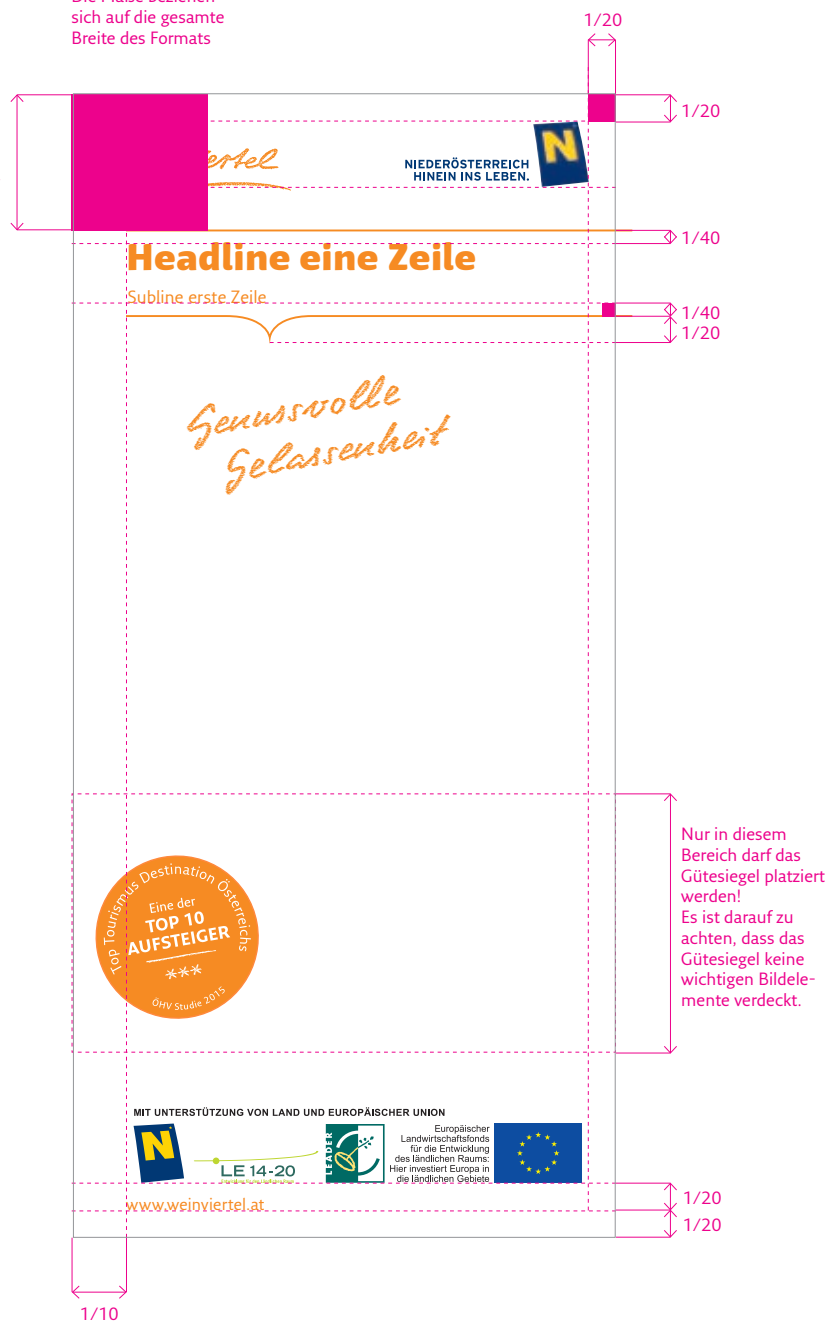 sich auf die gesamte
Breite des Formats
1/20
1/20
NIEDERÖSTERREICH
HINEIN INS LEBEN.
N
1/40
Headline eine Zeile
Subline erste Zeile
1/40
1/20
Genussvolle
Gelassenheit
Nur in diesem
Bereich darf das
Gütesiegel platziert
werden!
Es ist darauf zu
achten, dass das
Gütesiegel keine
wichtigen Bildele-
mente verdeckt.
Top Tourismus Destination Österreichs
Eine der
TOP 10
AUFSTEIGER
***
ÖHV Studie 2015
MIT UNTERSTÜTZUNG VON LAND UND EUROPÄISCHER UNION
N
LE 14-20
LEADER
Europäischer
Landwirtschaftsfonds
für die Entwicklung
des ländlichen Raums:
Hier investiert Europa in
die ländlichen Gebiete
www.weinviertel.at
1/20
1/20
1/10